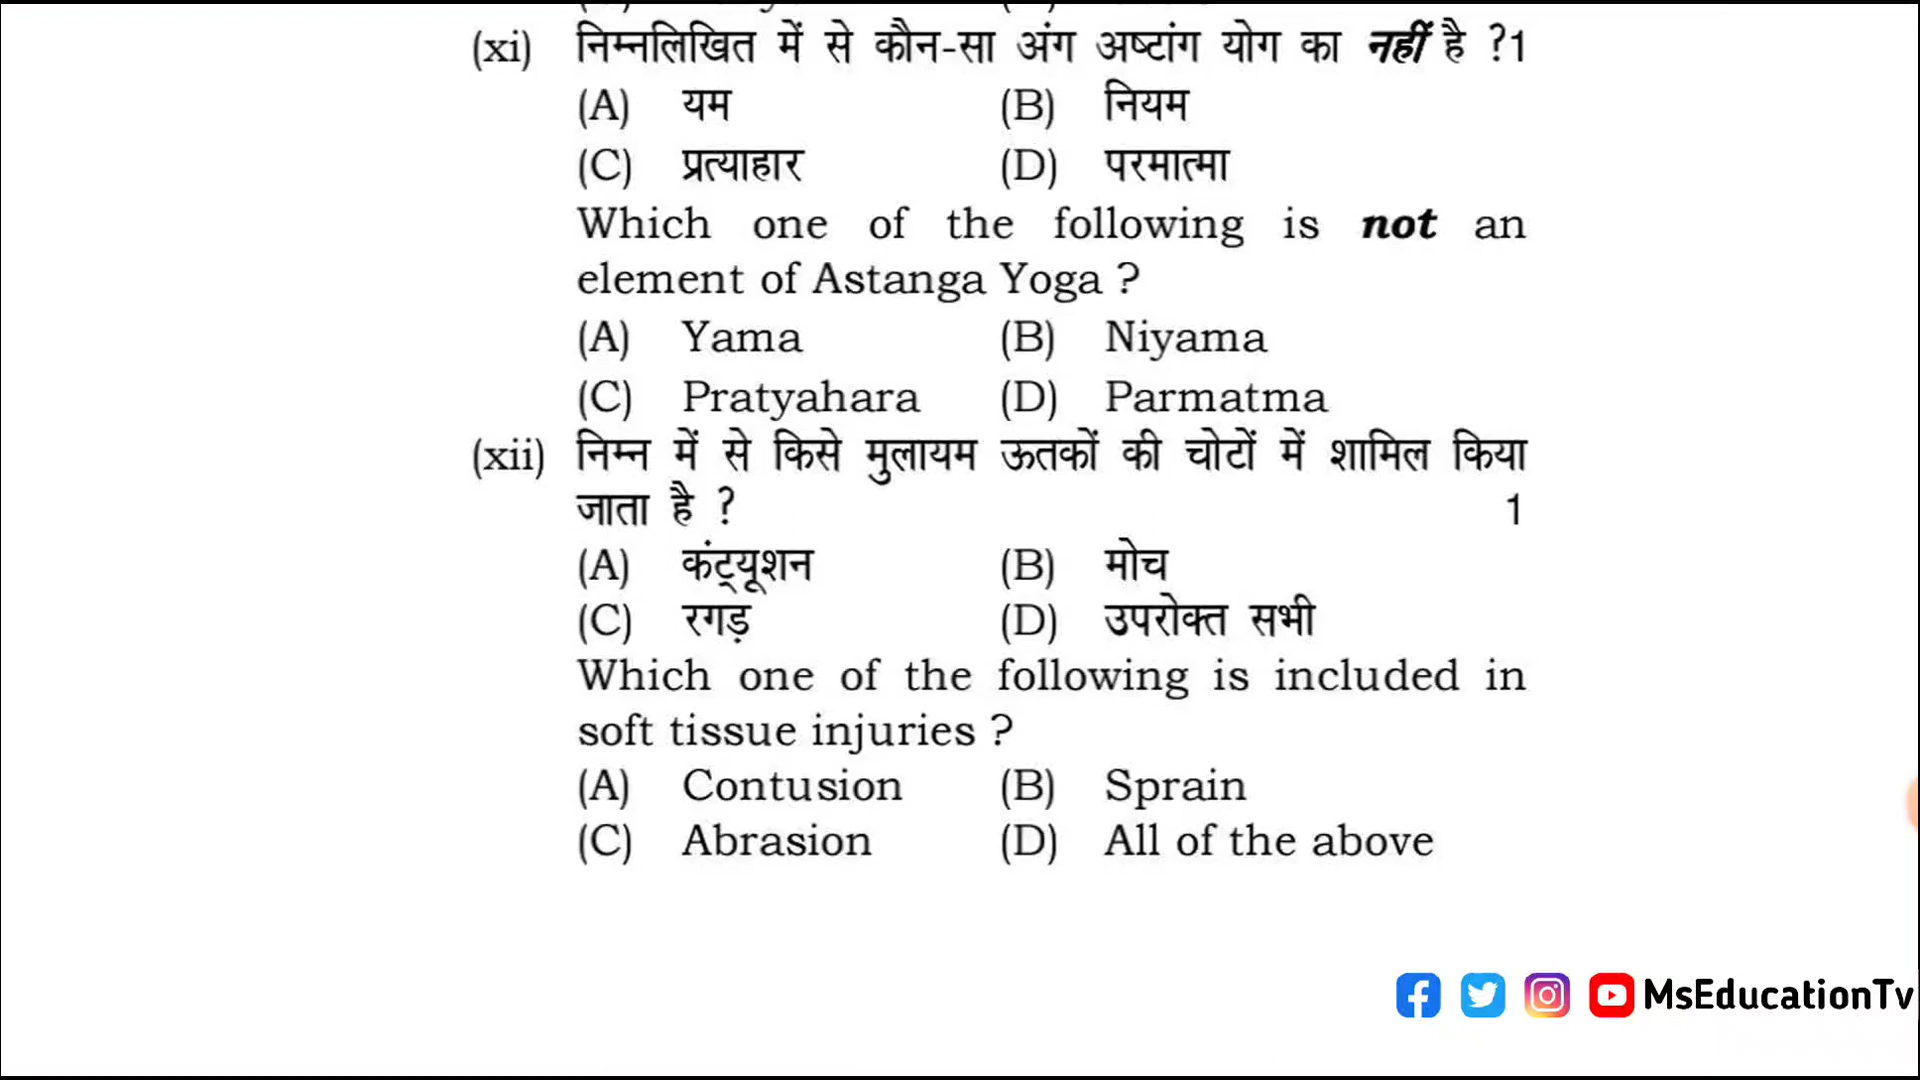 (xi) निम्नलिखित में से कौन-सा अंग अष्टांग योग का नहीं है ?1
(A) यम (B) नियम
(C) प्रत्याहार (D) परमात्मा
Which one of the following is not an
element of Astanga Yoga ?
(A) Yama (B) Niyama
(C) Pratyahara (D) Parmatma
(xii) निम्न में से किसे मुलायम ऊतकों की चोटों में शामिल किया
जाता है ? 1
(A) कंट्यूशन (B) मोच
(C) रगड़ (D) उपरोक्त सभी
Which one of the following is included in
soft tissue injuries ?
(A) Contusion (B) Sprain
(C) Abrasion (D) All of the above
MsEducationTv